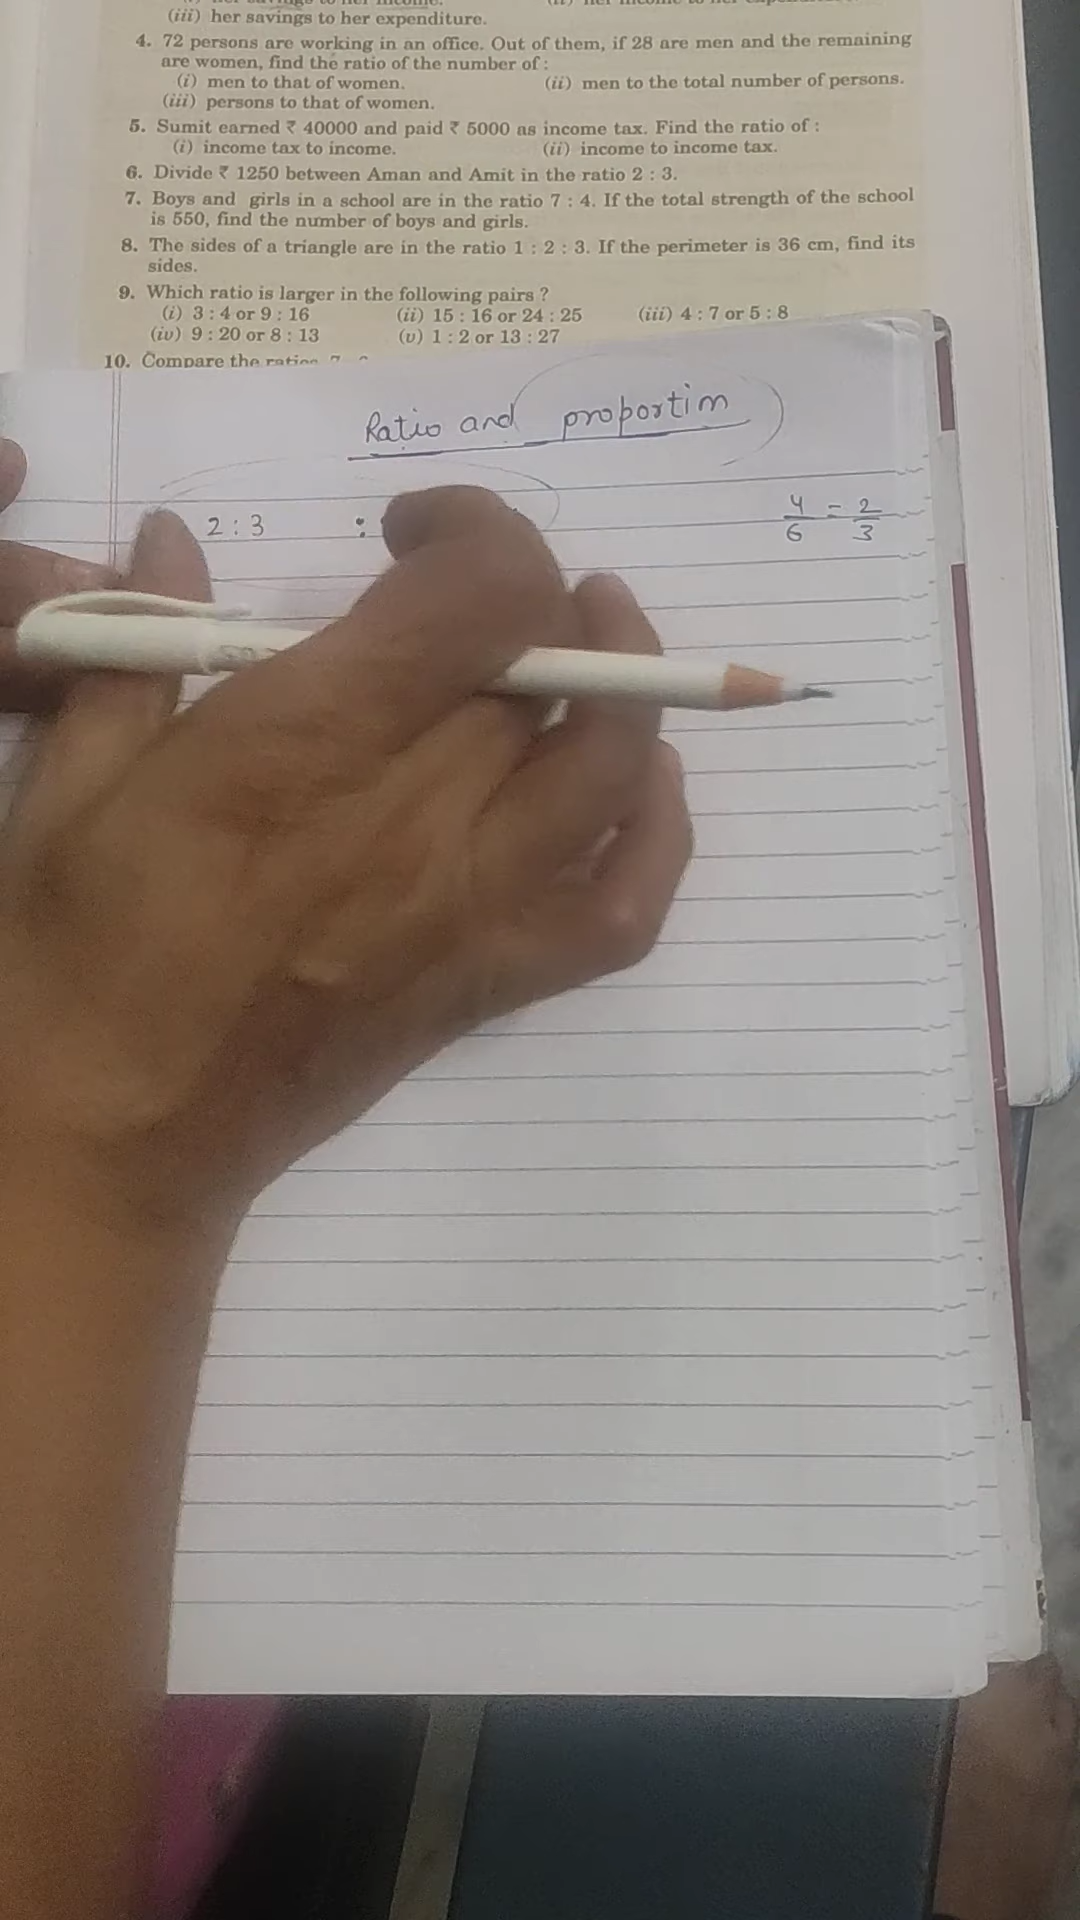 (iii) her savings to her expenditure.
4. 72 persons are working in an office. Out of them, if 28 are men and the remaining
are women, find the ratio of the number of :
(i) men to that of women. (ii) men to the total number of persons.
(iii) persons to that of women.
5. Sumit earned ₹ 40000 and paid ₹ 5000 as income tax. Find the ratio of :
(i) income tax to income. (ii) income to income tax.
6. Divide ₹ 1250 between Aman and Amit in the ratio 2 : 3.
7. Boys and girls in a school are in the ratio 7 : 4. If the total strength of the school
is 550, find the number of boys and girls.
8. The sides of a triangle are in the ratio 1 : 2 : 3. If the perimeter is 36 cm, find its
sides.
9. Which ratio is larger in the following pairs ?
(i) 3 : 4 or 9 : 16 (ii) 15 : 16 or 24 : 25 (iii) 4 : 7 or 5 : 8
(iv) 9 : 20 or 8 : 13 (v) 1 : 2 or 13 : 27
10. Compare the ratios
Ratio and proportion
2 : 3 : 4/6 = 2/3